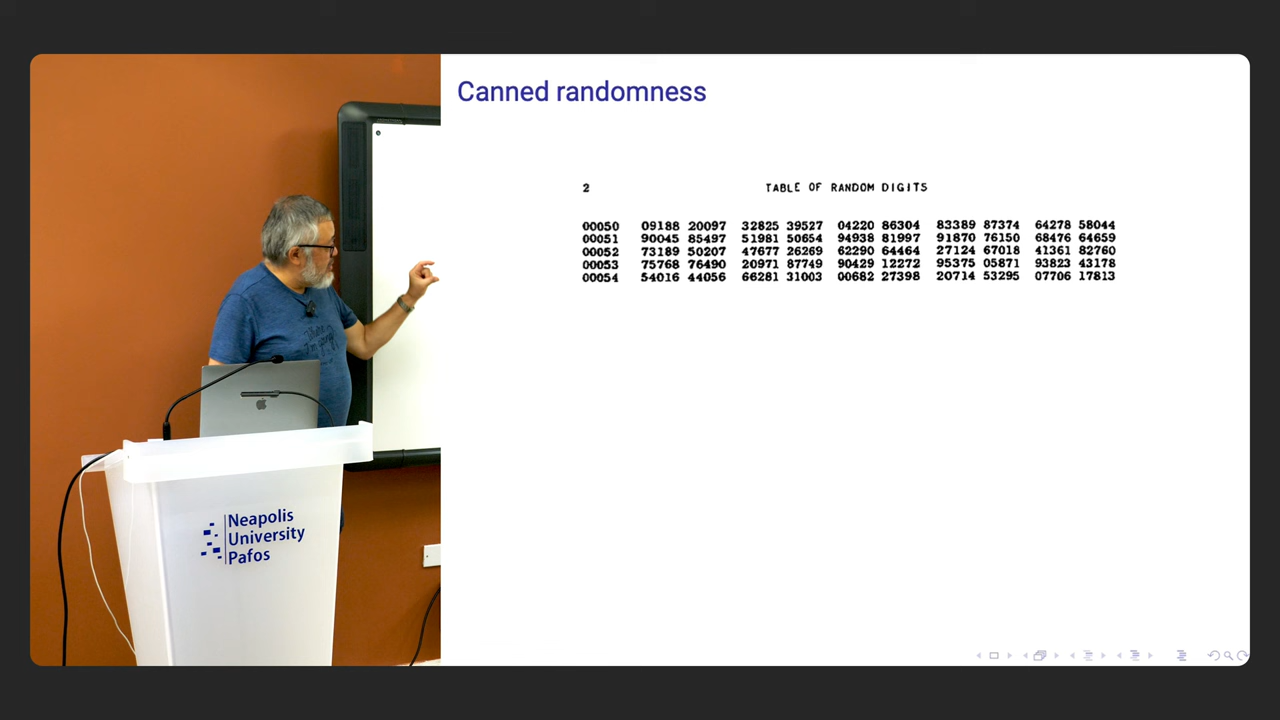 Canned randomness
2 TABLE OF RANDOM DIGITS
00050 09188 20097 32825 39527 04220 86304 83389 87374 64278 58044
00051 90045 85497 51981 50654 94938 81997 91870 76150 68476 64659
00052 73189 50207 47677 26269 62290 64464 27124 67018 41361 82760
00053 75768 76490 20971 87749 90429 12272 95375 05871 93823 43178
00054 54016 44056 66281 31003 00682 27398 20714 53295 07706 17813
Neapolis
University
Pafos